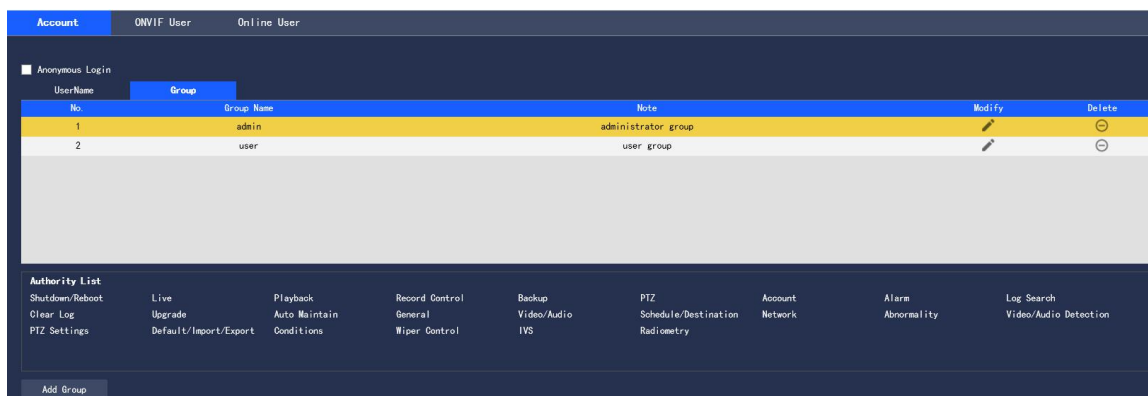 Account ONVIF User Online User
Anonymous Login
UserName Group
No. Group Name Note Modify Delete
1 admin administrator group
2 user user group
Authority List
Shutdown/Reboot Live Playback Record Control Backup PTZ Account Alarm Log Search
Clear Log Upgrade Auto Maintain General Video/Audio Schedule/Destination Network Abnormality Video/Audio Detection
PTZ Settings Default/Import/Export Conditions Wiper Control IVS Radiometry
Add Group